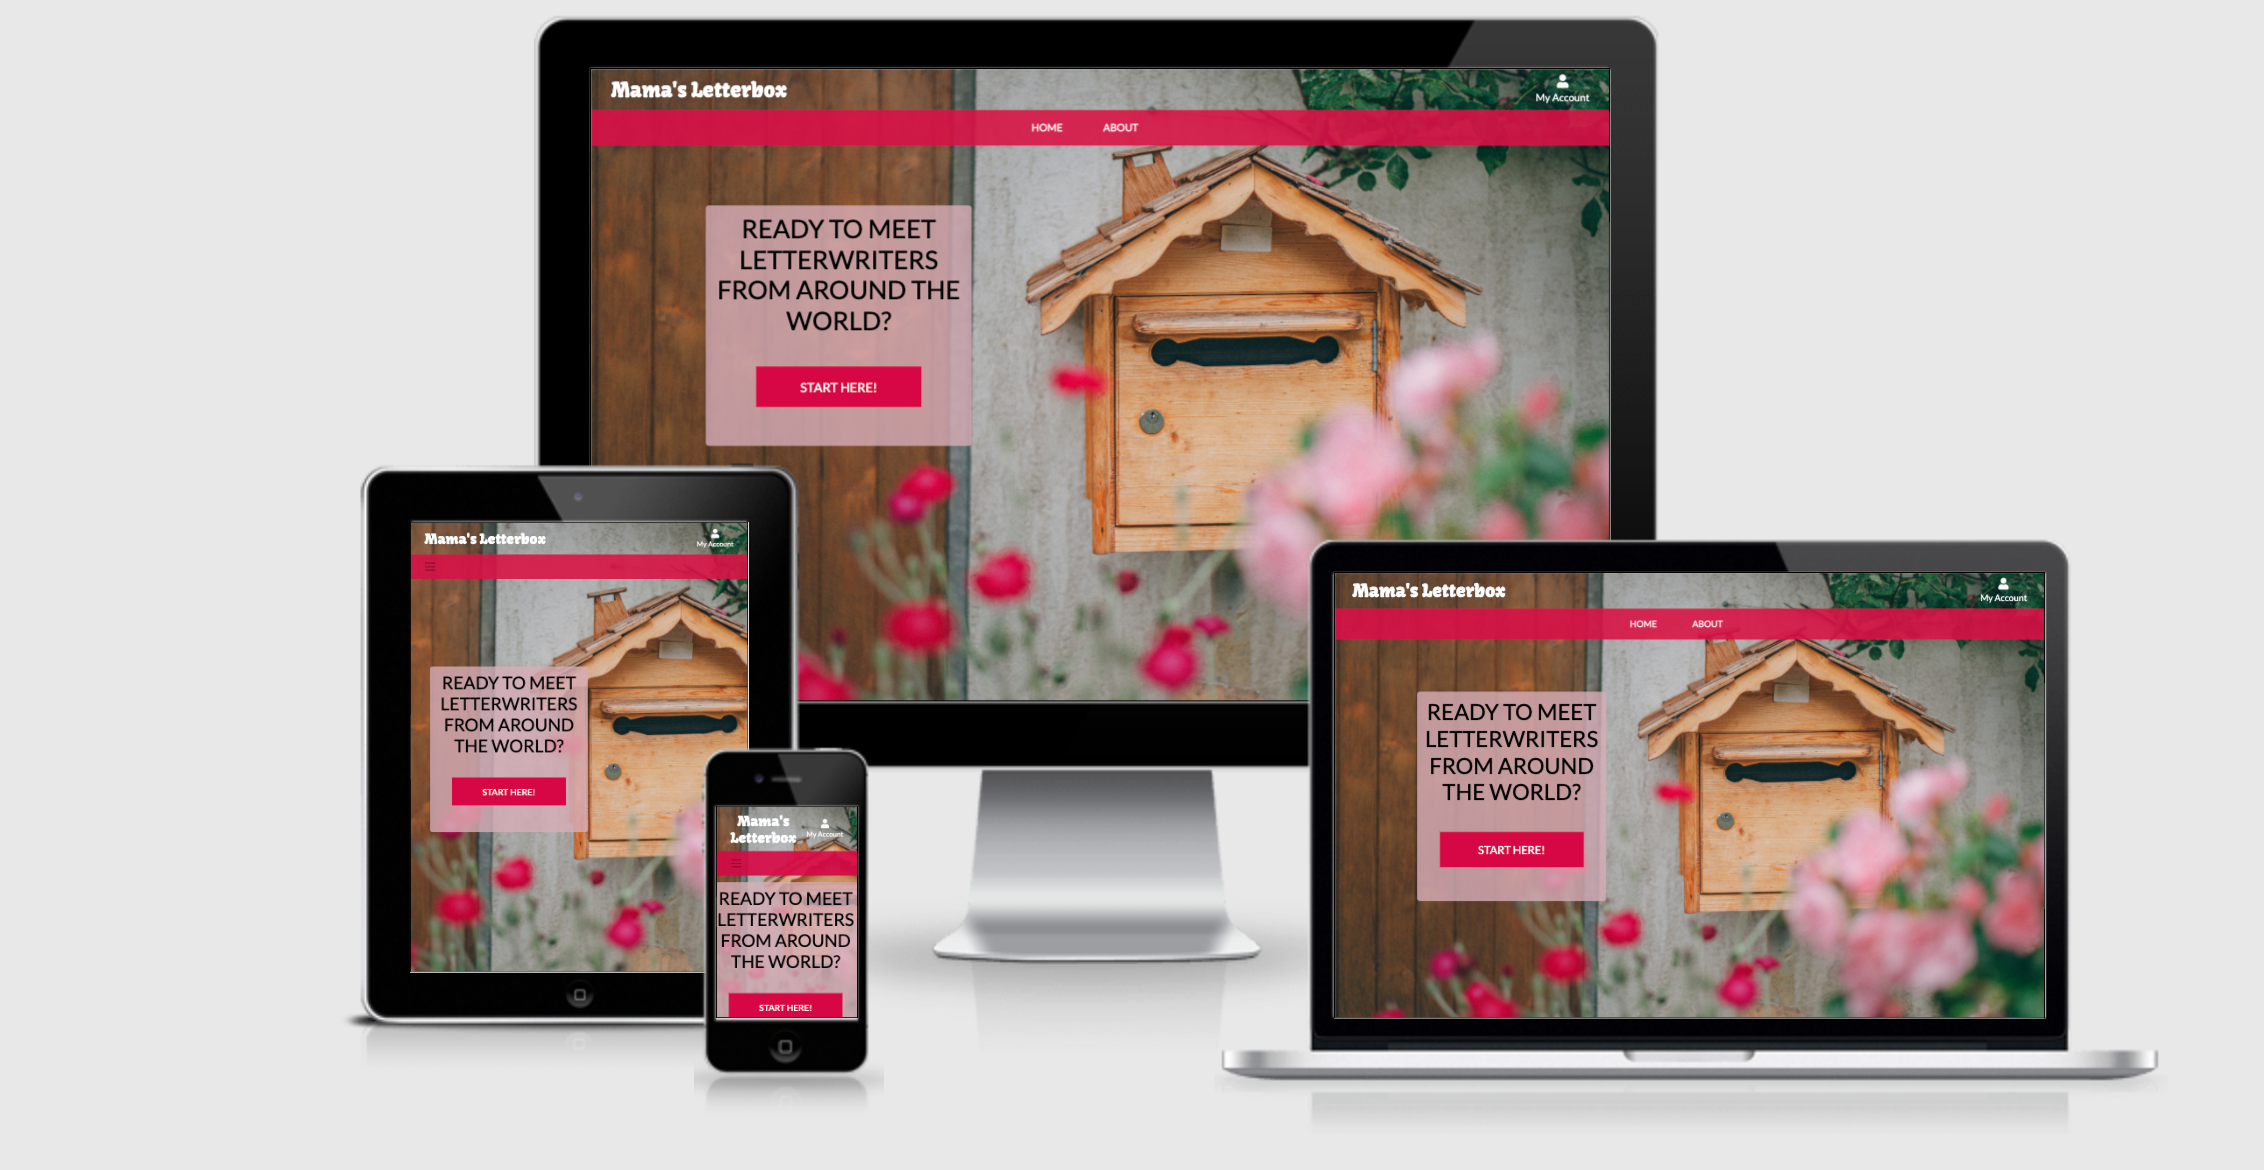 Mama's Letterbox
My Account
HOME ABOUT
READY TO MEET
LETTERWRITERS
FROM AROUND THE
WORLD?
START HERE!
Mama's Letterbox
My Account
READY TO MEET
LETTERWRITERS
FROM AROUND
THE WORLD?
START HERE!
Mama's
Letterbox
My Account
READY TO MEET
LETTERWRITERS
FROM AROUND
THE WORLD?
START HERE!
Mama's Letterbox
My Account
HOME ABOUT
READY TO MEET
LETTERWRITERS
FROM AROUND
THE WORLD?
START HERE!